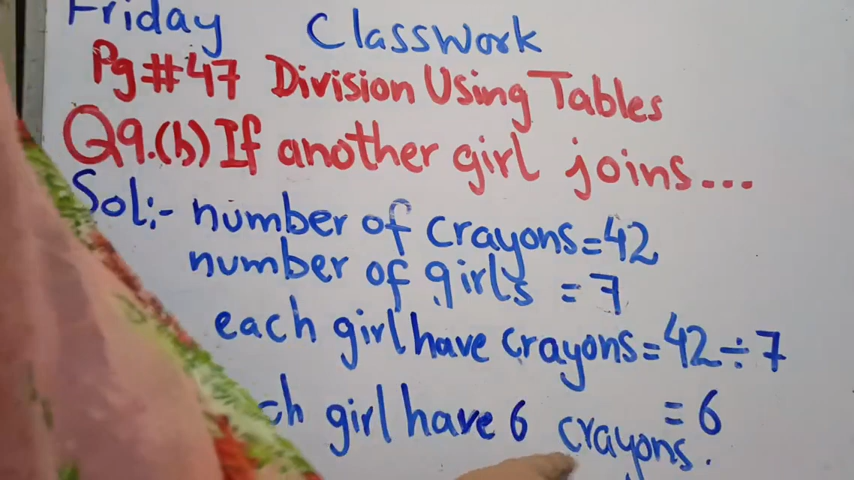 Friday Classwork
Pg#47 Division Using Tables
Q9.(b) If another girl joins...
Sol:- number of crayons=42
number of girls = 7
each girl have crayons=42÷7
=6
girl have 6 crayons.